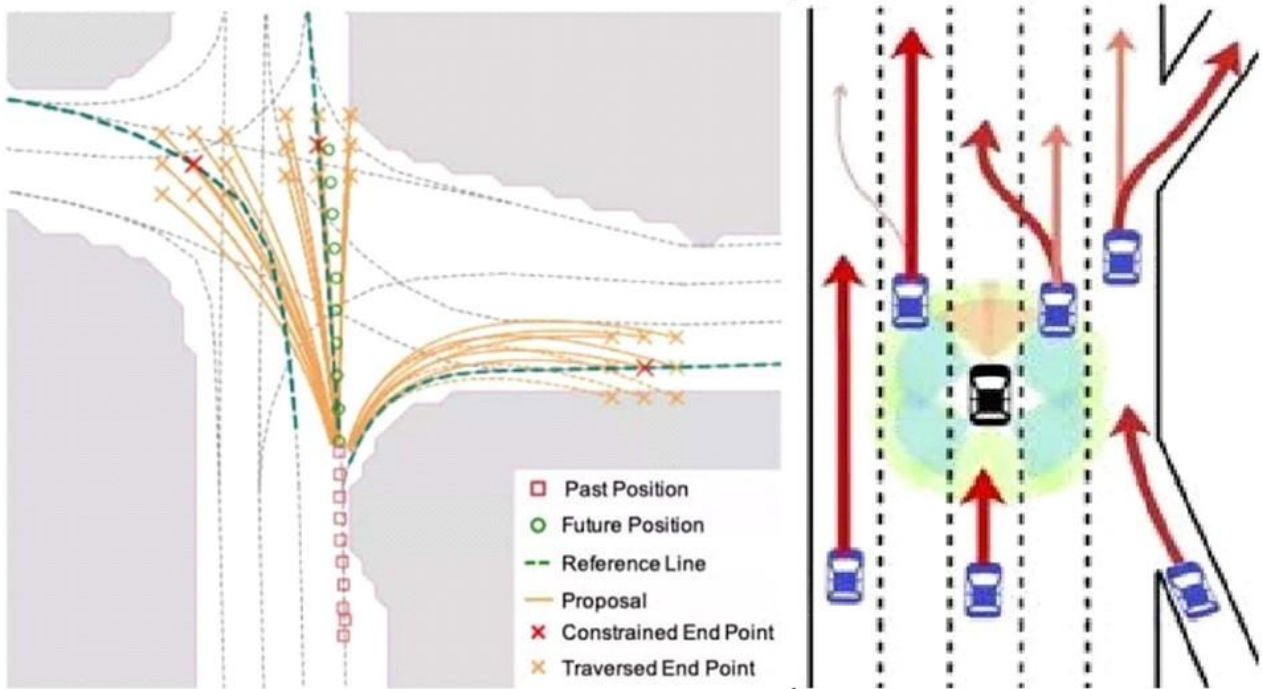 Past Position
Future Position
Reference Line
Proposal
Constrained End Point
Traversed End Point